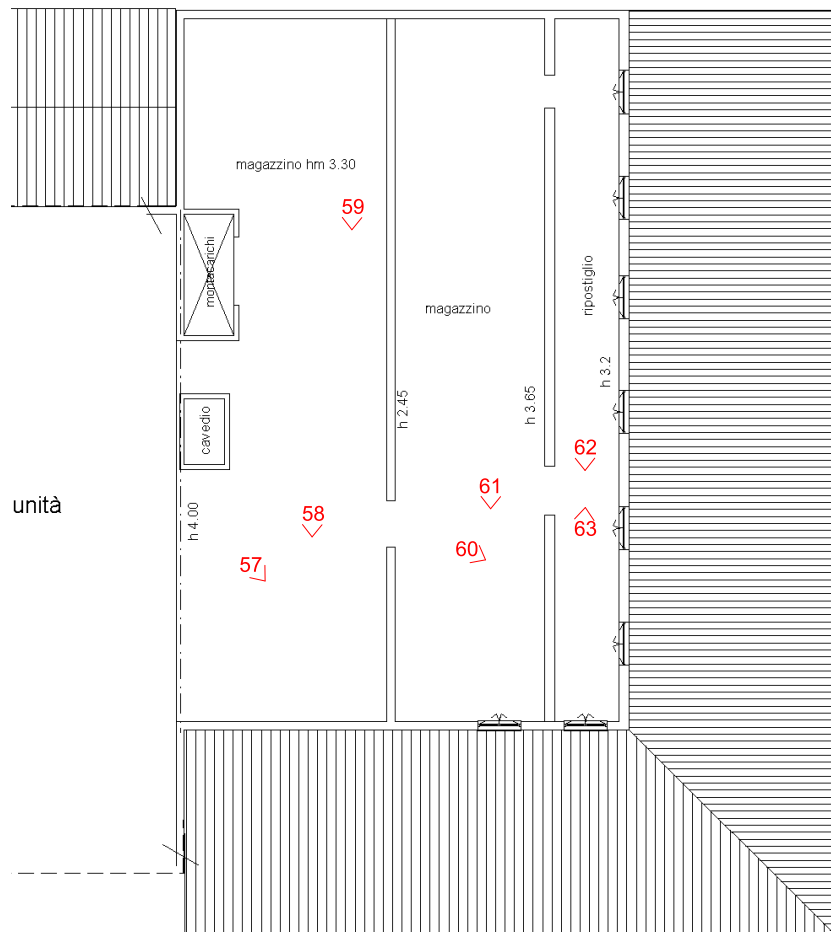 magazzino hm 3.30
59
montacarichi
magazzino
ripostiglio
h 3.2
h 2.45
h 3.65
cavedio
62
61
unità
h 4.00
58
63
60
57